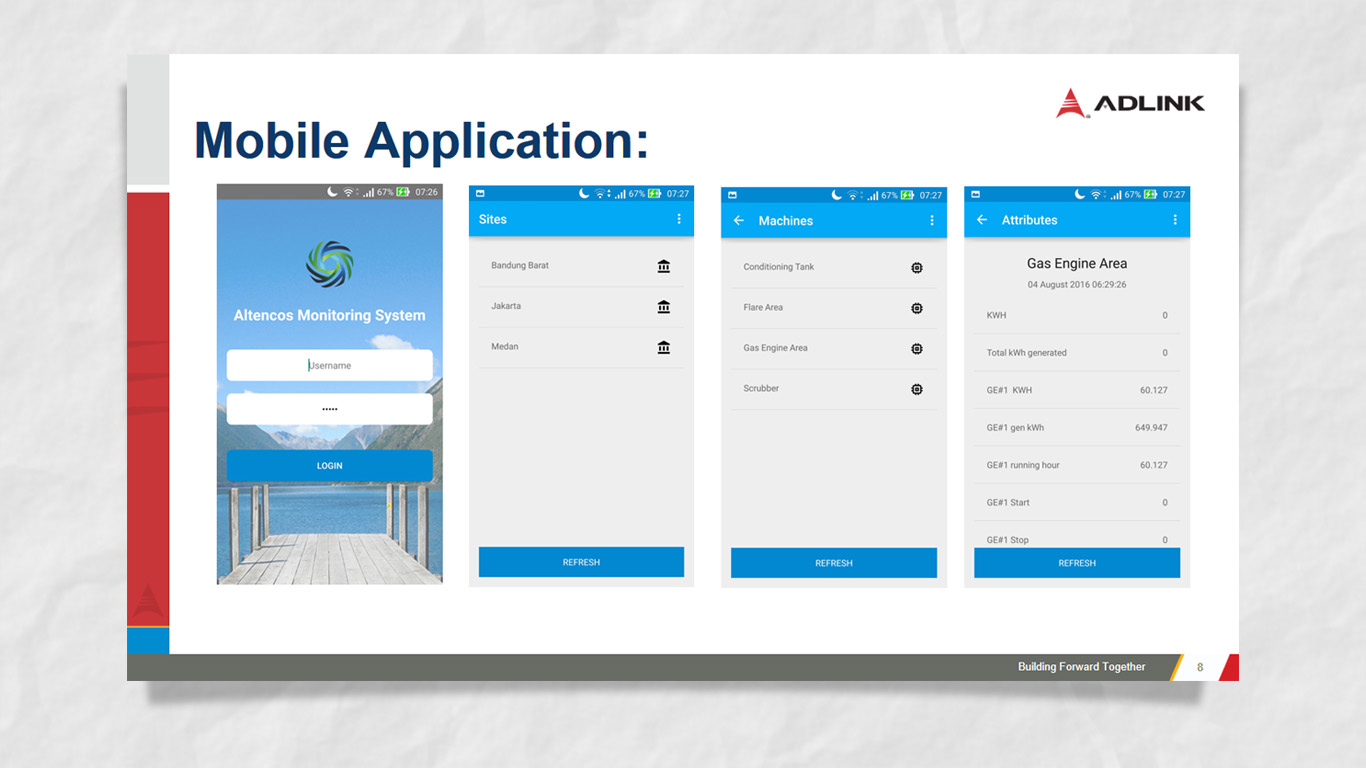 ADLINK
Mobile Application:
67% 07:26
Altencos Monitoring System
Username
•••••
LOGIN
67% 07:27
Sites
Bandung Barat
Jakarta
Medan
REFRESH
67% 07:27
Machines
Conditioning Tank
Flare Area
Gas Engine Area
Scrubber
REFRESH
67% 07:27
Attributes
Gas Engine Area
04 August 2016 06:29:26
KWH 0
Total kWh generated 0
GE#1 KWH 60.127
GE#1 gen kWh 649.947
GE#1 running hour 60.127
GE#1 Start 0
GE#1 Stop 0
REFRESH
Building Forward Together
8